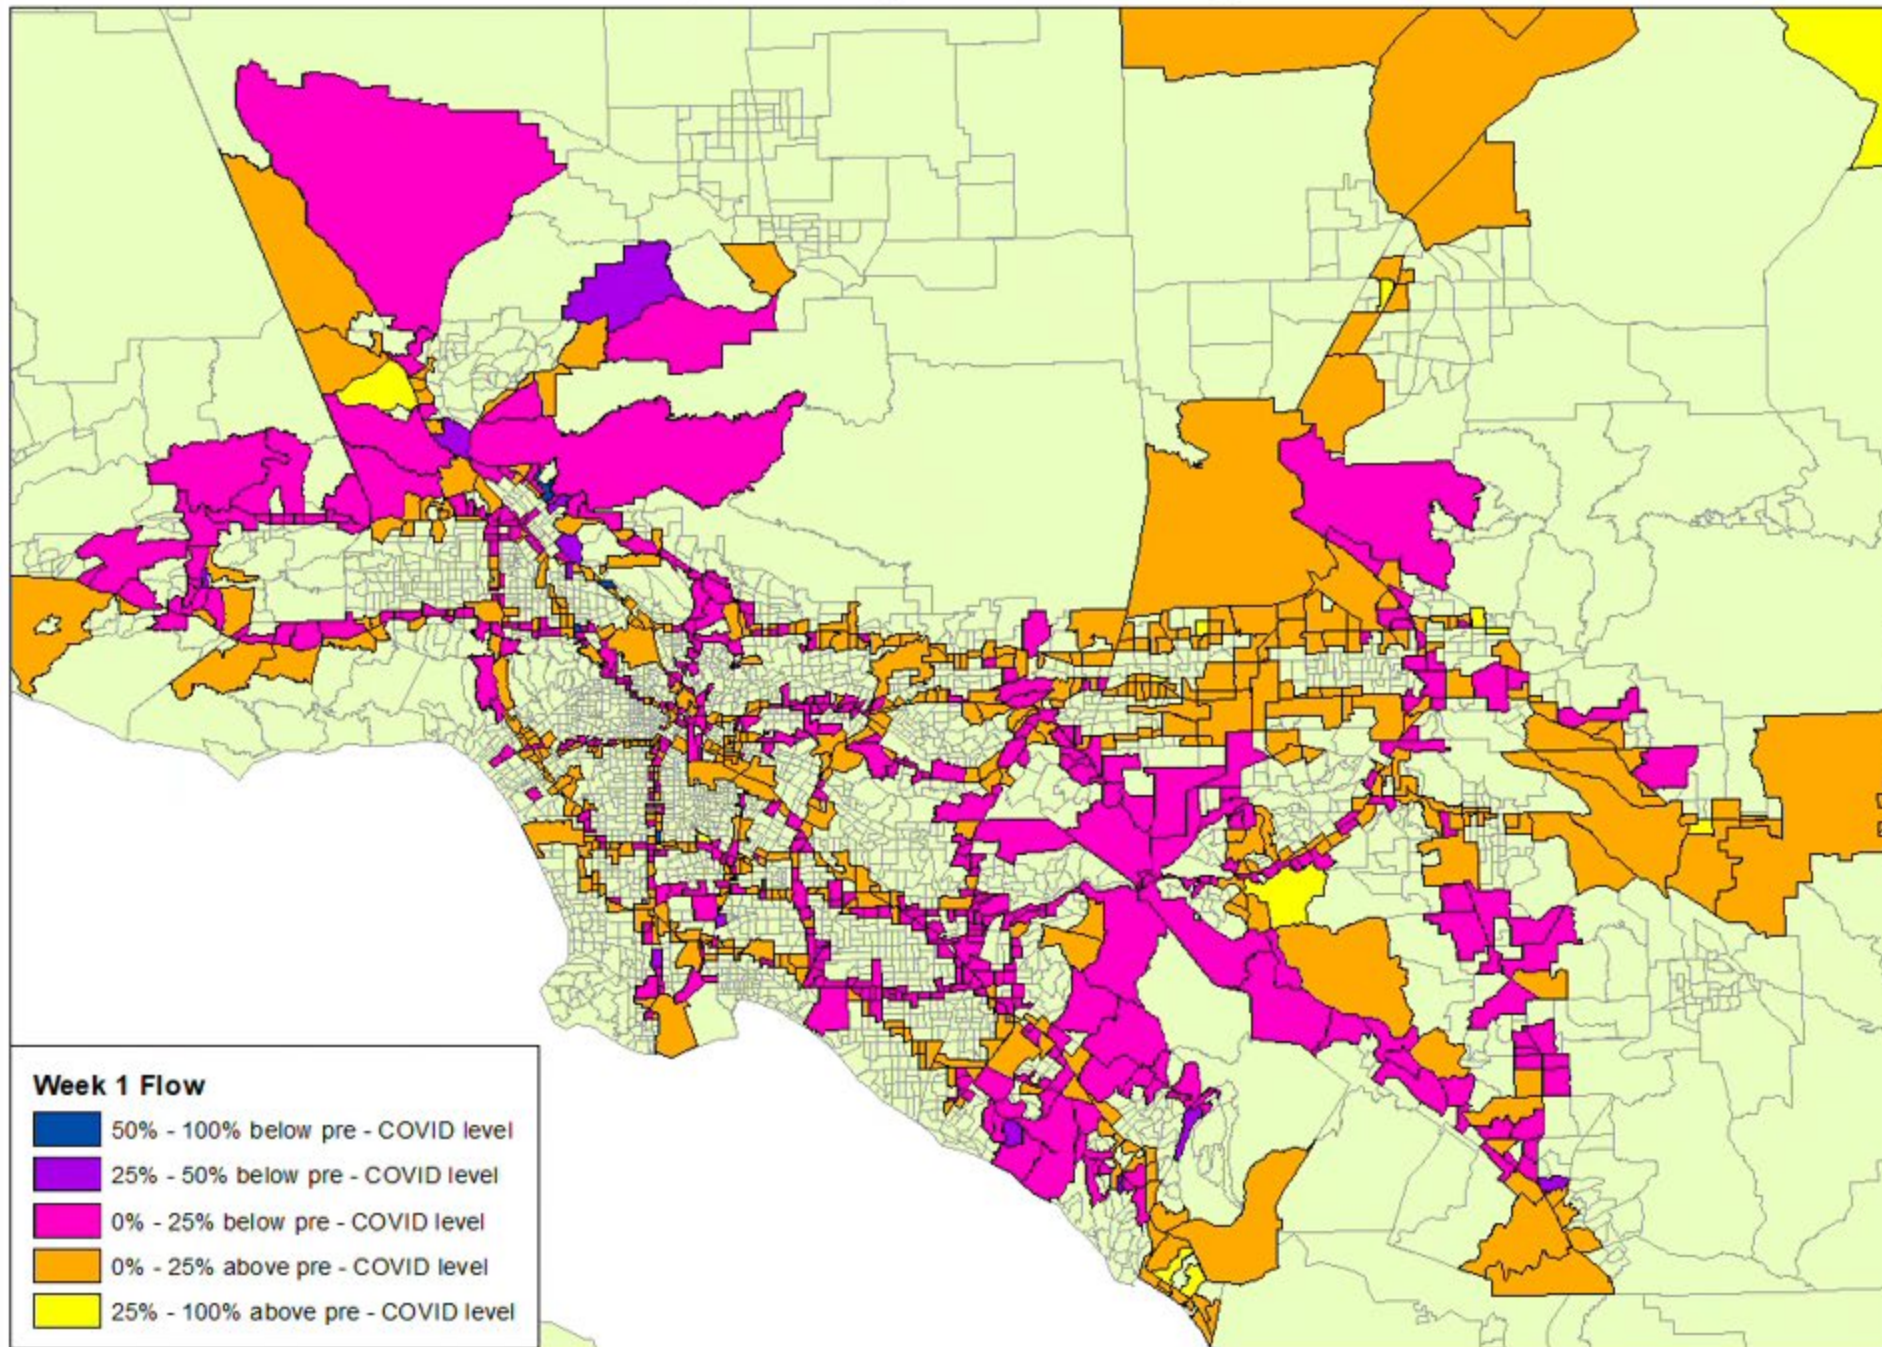 Week 1 Flow
50% - 100% below pre - COVID level
25% - 50% below pre - COVID level
0% - 25% below pre - COVID level
0% - 25% above pre - COVID level
25% - 100% above pre - COVID level